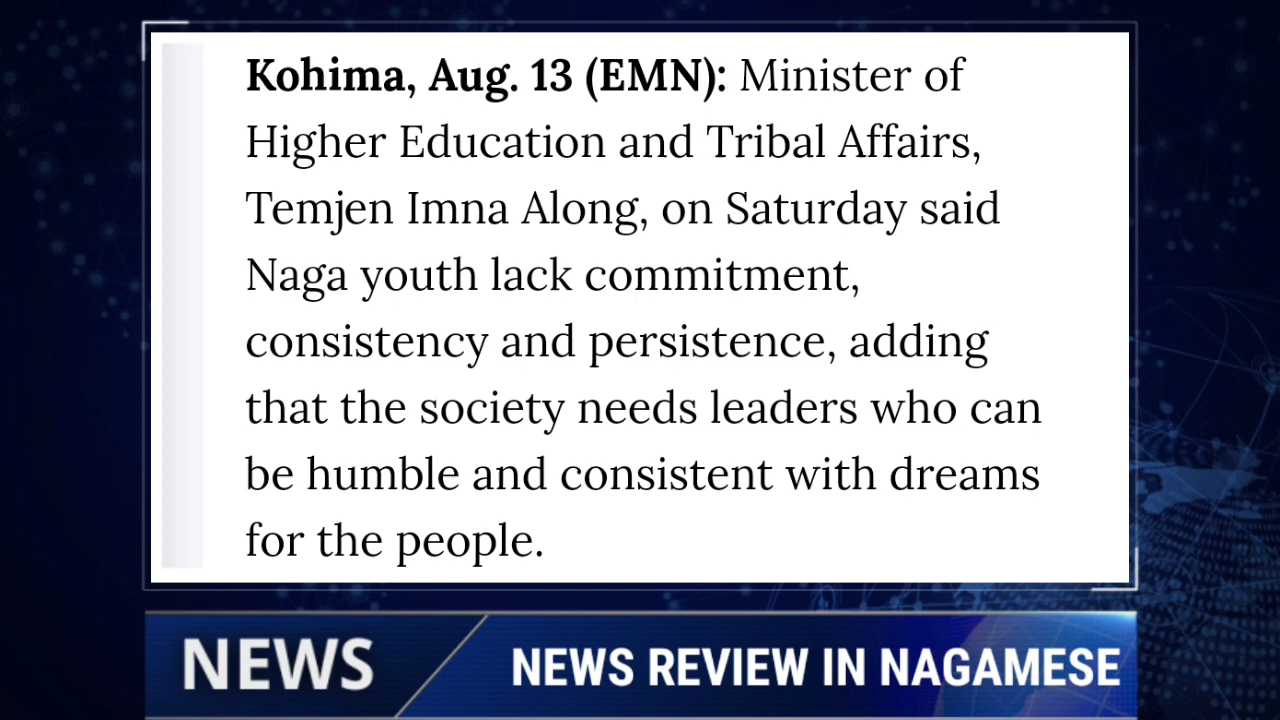 Kohima, Aug. 13 (EMN): Minister of
Higher Education and Tribal Affairs,
Temjen Imna Along, on Saturday said
Naga youth lack commitment,
consistency and persistence, adding
that the society needs leaders who can
be humble and consistent with dreams
for the people.
NEWS
NEWS REVIEW IN NAGAMESE